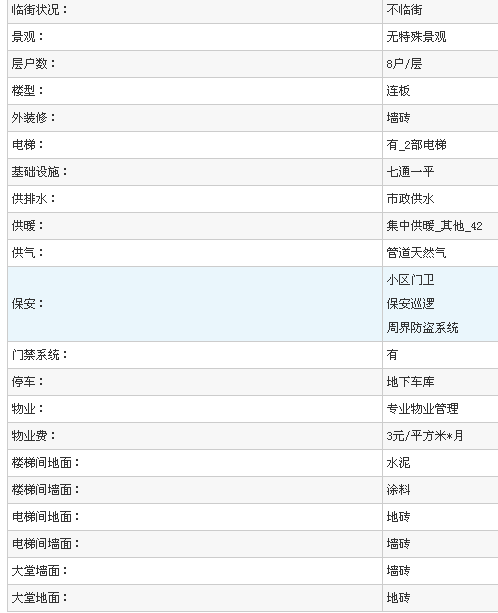 临街状况： 不临街
景观： 无特殊景观
层户数： 8户/层
楼型： 连板
外装修： 墙砖
电梯： 有_2部电梯
基础设施： 七通一平
供排水： 市政供水
供暖： 集中供暖_其他_42
供气： 管道天然气
小区门卫
保安： 保安巡逻
周界防盗系统
门禁系统： 有
停车： 地下车库
物业： 专业物业管理
物业费： 3元/平方米*月
楼梯间地面： 水泥
楼梯间墙面： 涂料
电梯间地面： 地砖
电梯间墙面： 墙砖
大堂墙面： 墙砖
大堂地面： 地砖